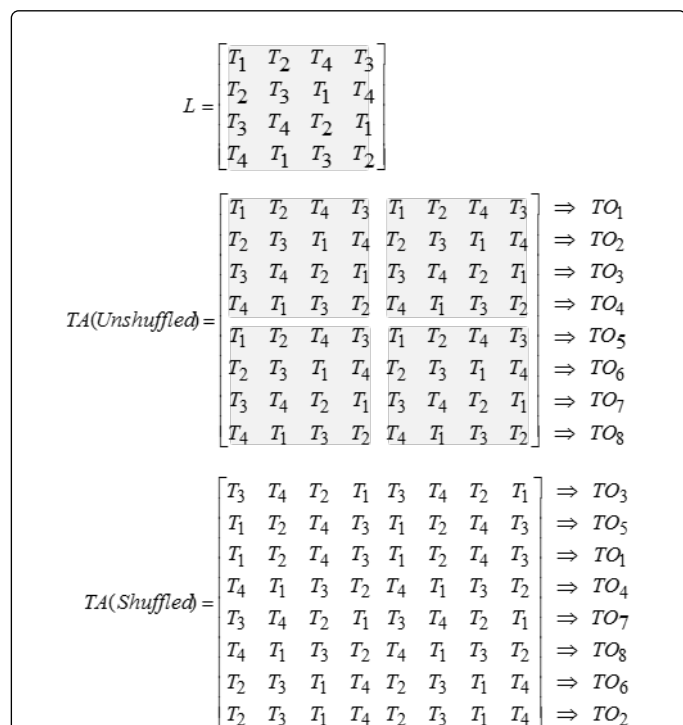 T₁ T₂ T₄ T₃
T₂ T₃ T₁ T₄
L =
T₃ T₄ T₂ T₁
T₄ T₁ T₃ T₂
T₁ T₂ T₄ T₃ T₁ T₂ T₄ T₃ ⇒ TO₁
T₂ T₃ T₁ T₄ T₂ T₃ T₁ T₄ ⇒ TO₂
T₃ T₄ T₂ T₁ T₃ T₄ T₂ T₁ ⇒ TO₃
T₄ T₁ T₃ T₂ T₄ T₁ T₃ T₂ ⇒ TO₄
TA(Unshuffled) =
T₁ T₂ T₄ T₃ T₁ T₂ T₄ T₃ ⇒ TO₅
T₂ T₃ T₁ T₄ T₂ T₃ T₁ T₄ ⇒ TO₆
T₃ T₄ T₂ T₁ T₃ T₄ T₂ T₁ ⇒ TO₇
T₄ T₁ T₃ T₂ T₄ T₁ T₃ T₂ ⇒ TO₈
T₃ T₄ T₂ T₁ T₃ T₄ T₂ T₁ ⇒ TO₃
T₁ T₂ T₄ T₃ T₁ T₂ T₄ T₃ ⇒ TO₅
T₁ T₂ T₄ T₃ T₁ T₂ T₄ T₃ ⇒ TO₁
T₄ T₁ T₃ T₂ T₄ T₁ T₃ T₂ ⇒ TO₄
TA(Shuffled) =
T₃ T₄ T₂ T₁ T₃ T₄ T₂ T₁ ⇒ TO₇
T₄ T₁ T₃ T₂ T₄ T₁ T₃ T₂ ⇒ TO₈
T₂ T₃ T₁ T₄ T₂ T₃ T₁ T₄ ⇒ TO₆
T₂ T₃ T₁ T₄ T₂ T₃ T₁ T₄ ⇒ TO₂